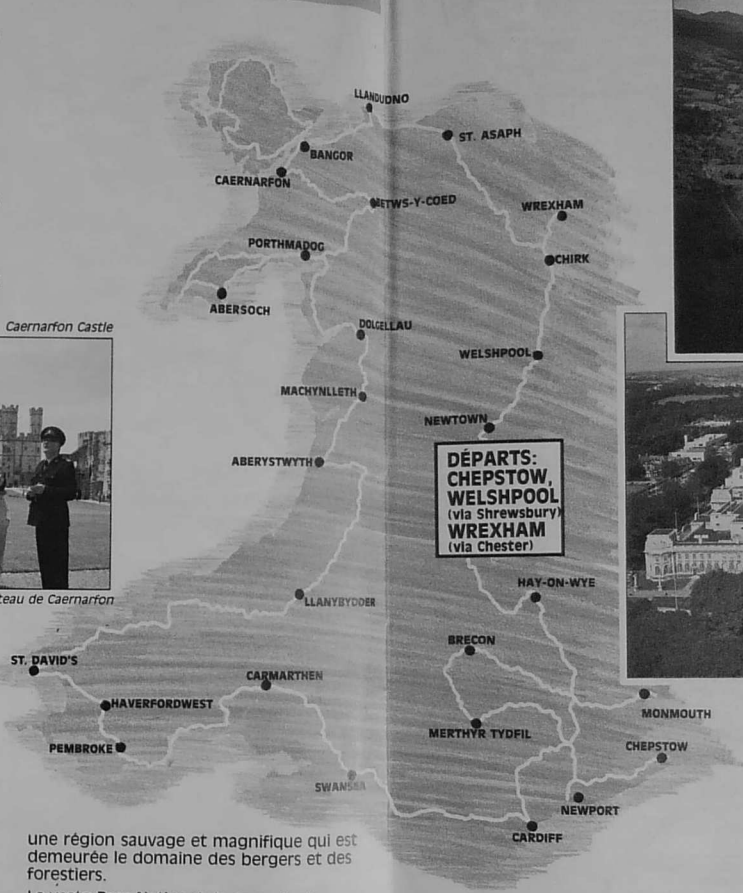 LLANDUDNO
ST. ASAPH
BANGOR
CAERNARFON
BETWS-Y-COED
WREXHAM
PORTHMADOG
CHIRK
ABERSOCH
Caernarfon Castle
DOLGELLAU
WELSHPOOL
MACHYNLLETH
NEWTOWN
ABERYSTWYTH
DÉPARTS:
CHEPSTOW,
WELSHPOOL
(via Shrewsbury)
WREXHAM
(via Chester)
HAY-ON-WYE
de Caernarfon
LLANYBYDDER
BRECON
ST. DAVID'S
CARMARTHEN
HAVERFORDWEST
MONMOUTH
MERTHYR TYDFIL
PEMBROKE
CHEPSTOW
SWANSEA
NEWPORT
CARDIFF
une région sauvage et magnifique qui est
demeurée le domaine des bergers et des
forestiers.